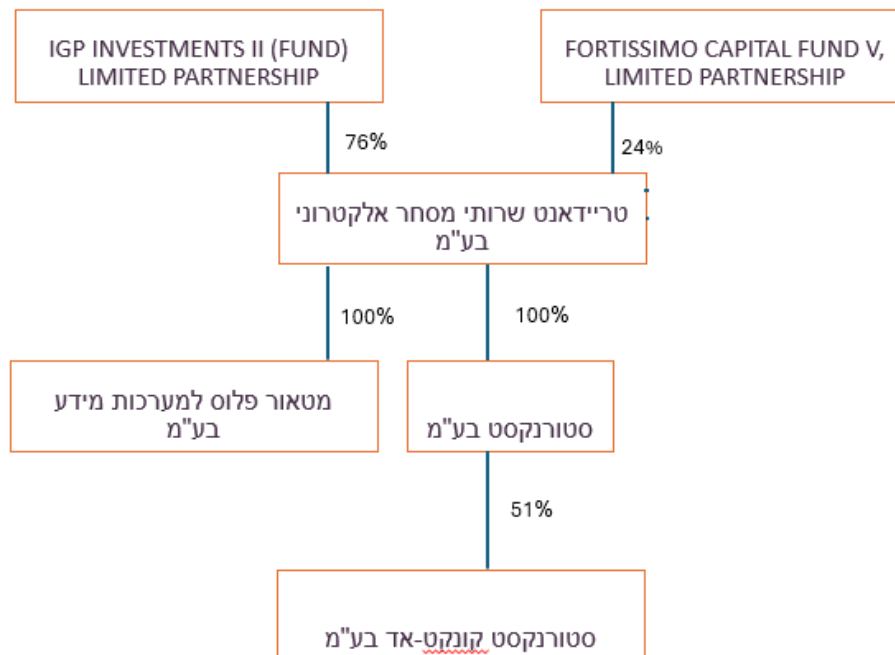 IGP INVESTMENTS II (FUND)
LIMITED PARTNERSHIP
FORTISSIMO CAPITAL FUND V,
LIMITED PARTNERSHIP
76%
24%
טריידאנט שרותי מסחר אלקטרוני
בע"מ
100%
100%
מטאור פלוס למערכות מידע
בע"מ
סטורנקסט בע"מ
51%
סטורנקסט קונקט-אד בע"מ